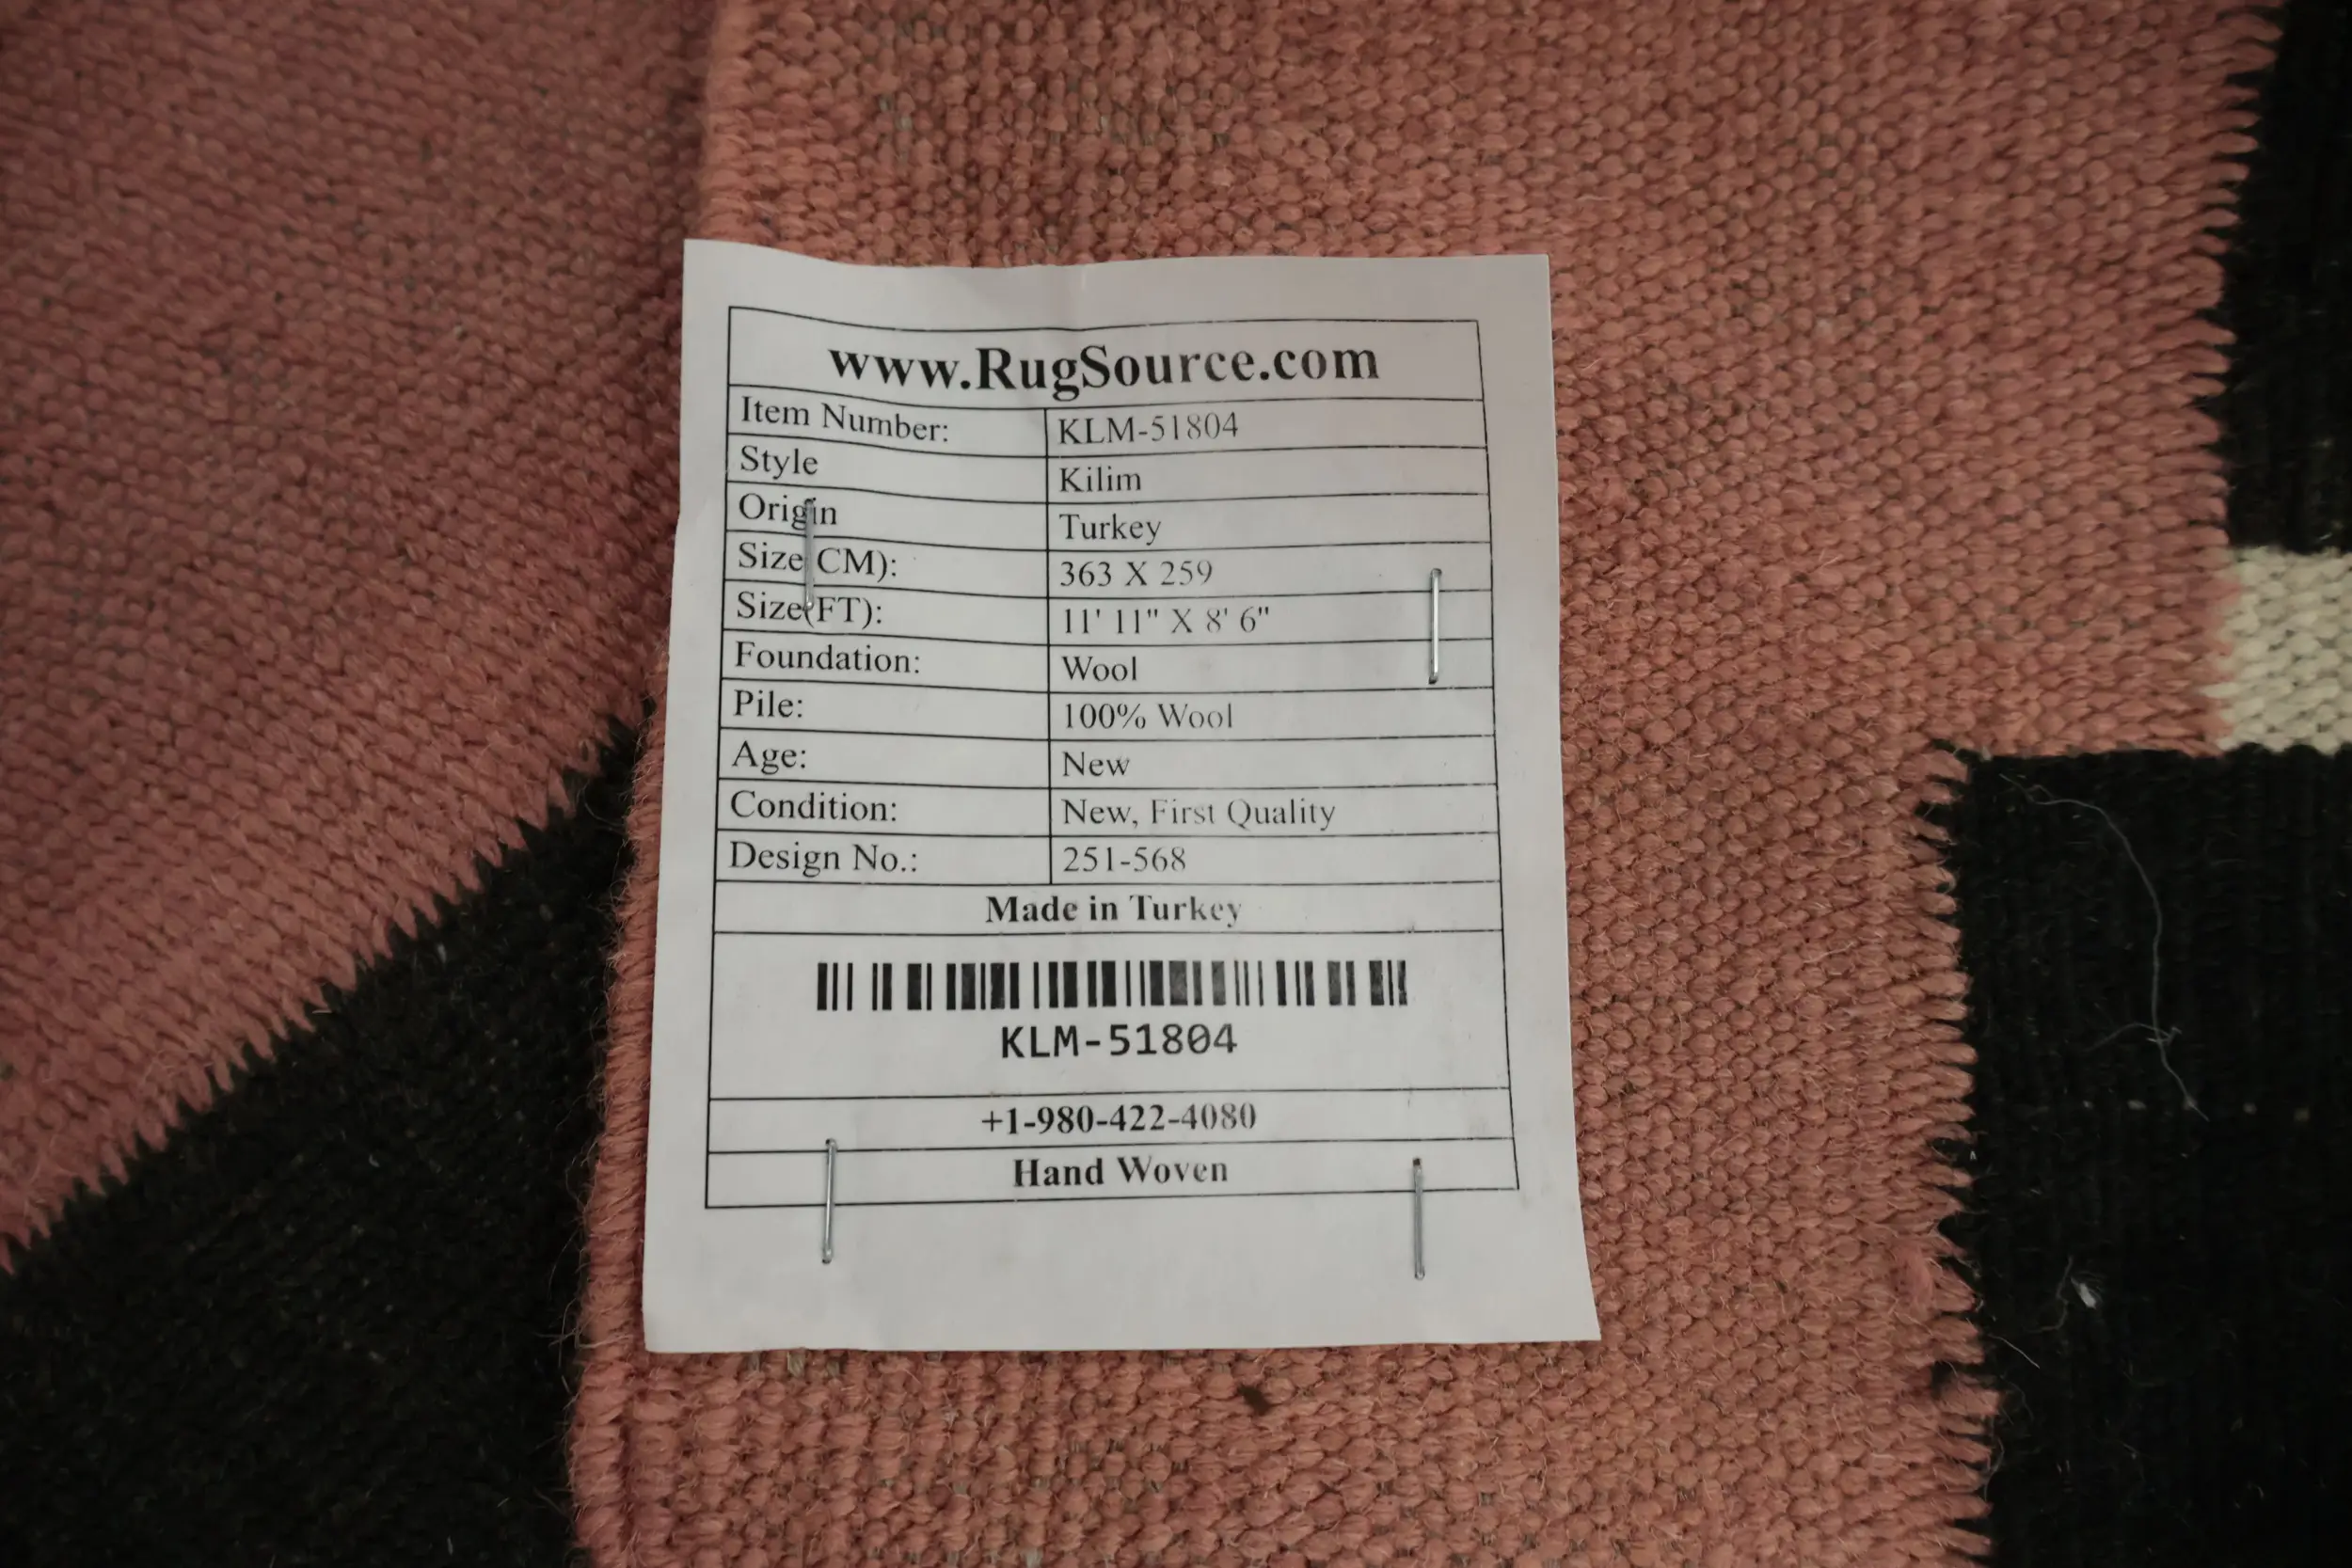 www.RugSource.com
Item Number: KLM-51804
Style Kilim
Origin Turkey
Size(CM): 363 X 259
Size(FT): 11' 11" X 8' 6"
Foundation: Wool
Pile: 100% Wool
Age: New
Condition: New, First Quality
Design No.: 251-568
Made in Turkey
KLM-51804
+1-980-422-4080
Hand Woven